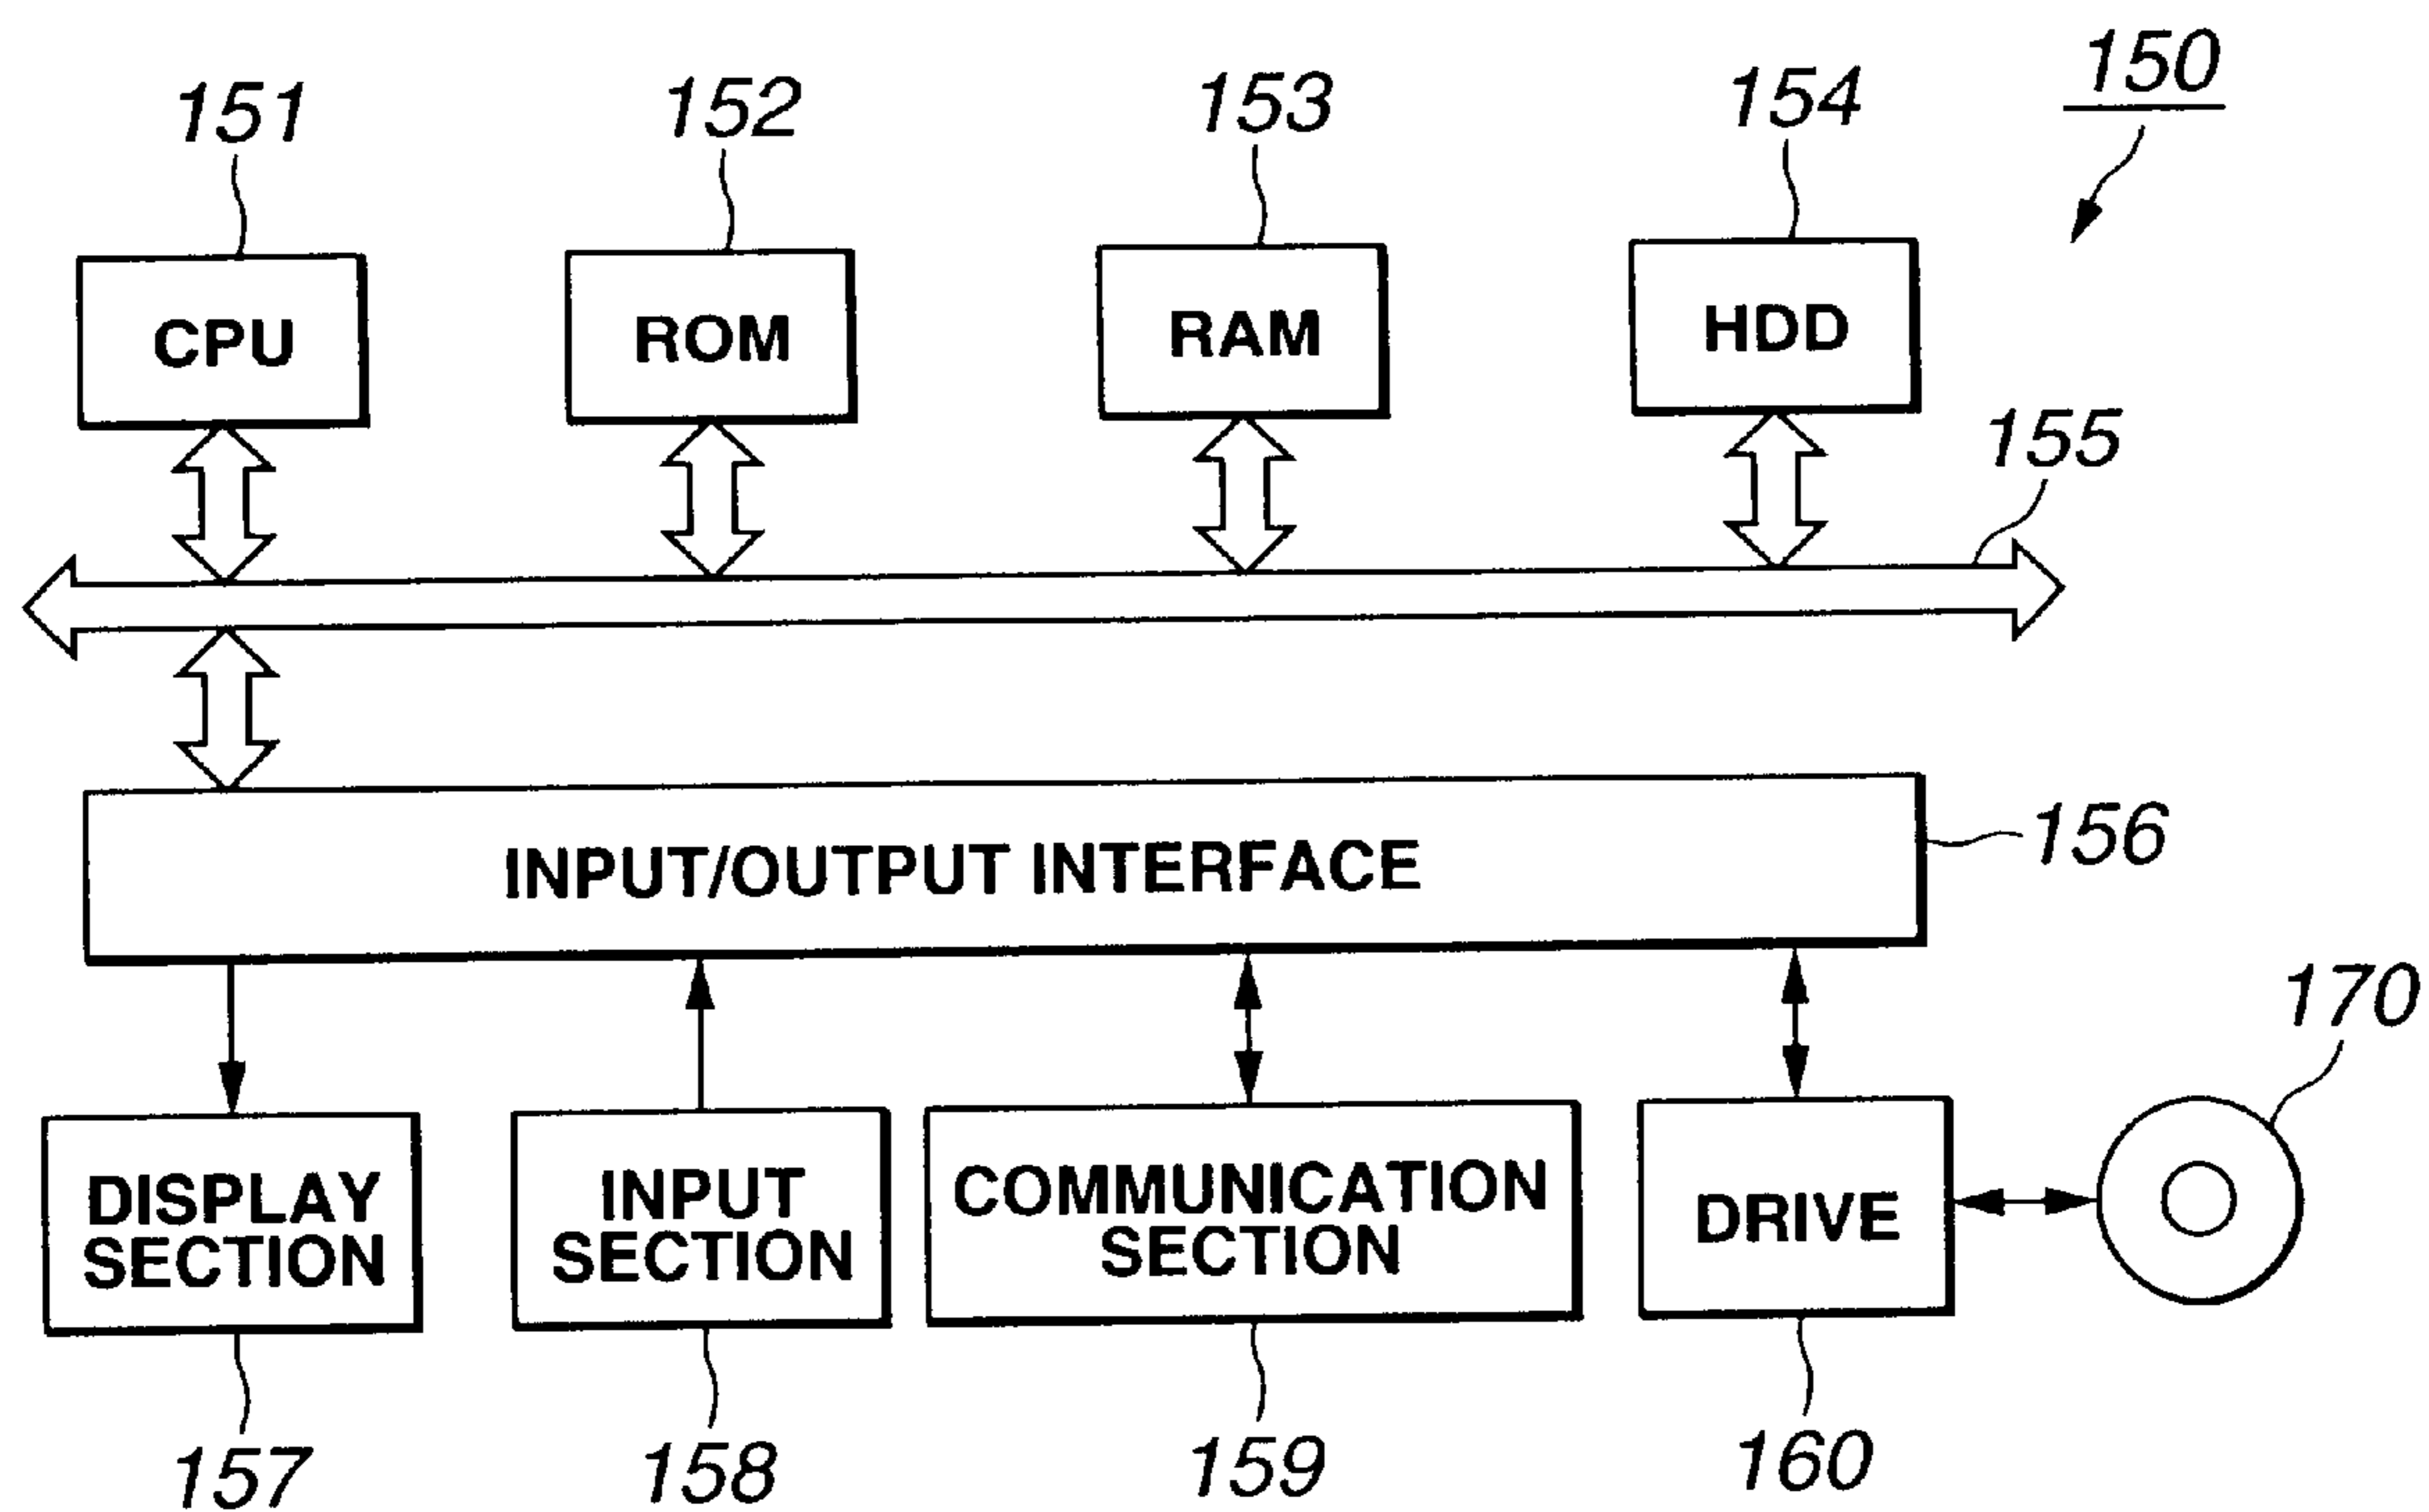 150
151
152
153
154
CPU
ROM
RAM
HDD
155
INPUT/OUTPUT INTERFACE
156
170
DISPLAY
SECTION
INPUT
SECTION
COMMUNICATION
SECTION
DRIVE
157
158
159
160